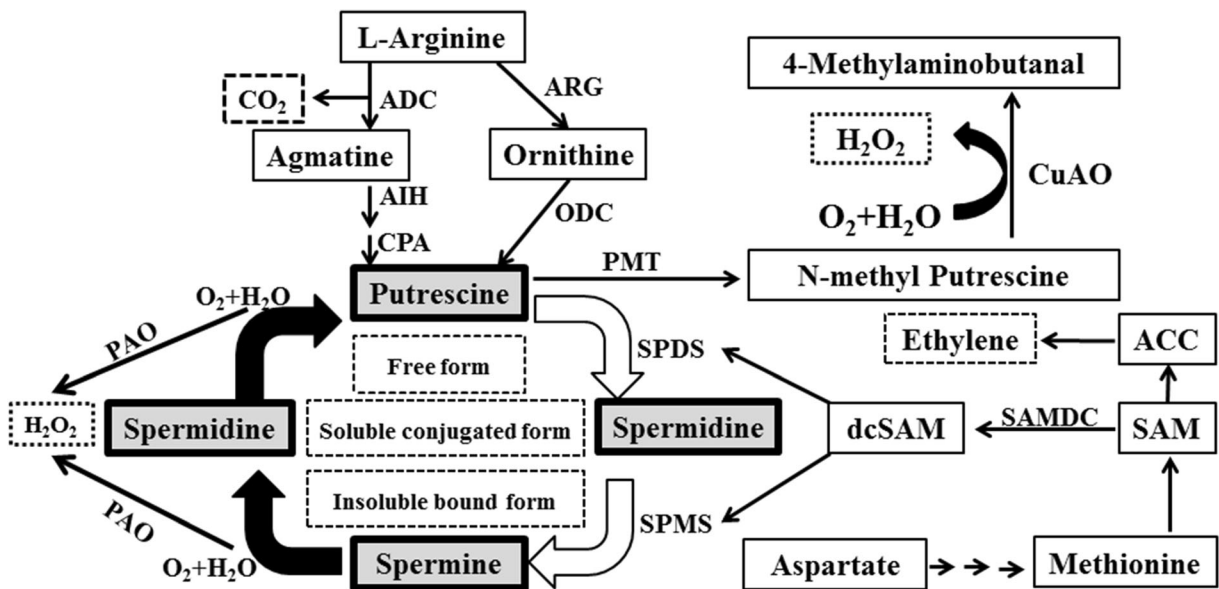 L-Arginine
4-Methylaminobutanal
CO₂
ADC
ARG
H₂O₂
Agmatine
Ornithine
CuAO
AIH
ODC
O₂+H₂O
CPA
Putrescine
PMT
N-methyl Putrescine
O₂+H₂O
PAO
Free form
SPDS
Ethylene
ACC
H₂O₂
Spermidine
Soluble conjugated form
Spermidine
dcSAM
SAMDC
SAM
Insoluble bound form
PAO
SPMS
O₂+H₂O
Spermine
Aspartate
Methionine